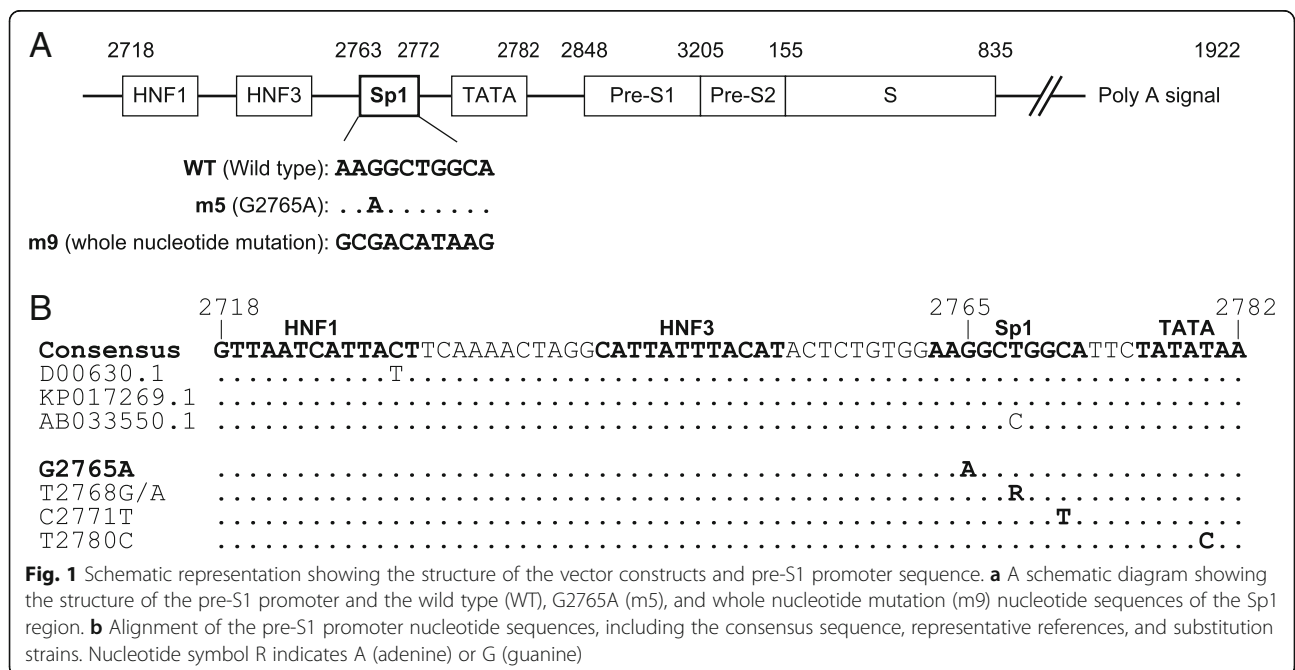 A
2718 2763 2772 2782 2848 3205 155 835 1922
HNF1 HNF3 Sp1 TATA Pre-S1 Pre-S2 S Poly A signal
WT (Wild type): AAGGCTGGCA
m5 (G2765A): ..A.......
m9 (whole nucleotide mutation): GCGACATAAG
B
2718 2765 2782
HNF1 HNF3 Sp1 TATA
Consensus GTTAATCATTACTTCAAAACTAGGCATTATTTACATACTCTGTGGAAGGCTGGCATTCTATATAA
D00630.1 ...........T.....................................................
KP017269.1 .................................................................
AB033550.1 ..................................................C..............
G2765A ...............................................A.................
T2768G/A ..................................................R..............
C2771T .....................................................T...........
T2780C ..............................................................C..
Fig. 1 Schematic representation showing the structure of the vector constructs and pre-S1 promoter sequence. a A schematic diagram showing
the structure of the pre-S1 promoter and the wild type (WT), G2765A (m5), and whole nucleotide mutation (m9) nucleotide sequences of the Sp1
region. b Alignment of the pre-S1 promoter nucleotide sequences, including the consensus sequence, representative references, and substitution
strains. Nucleotide symbol R indicates A (adenine) or G (guanine)